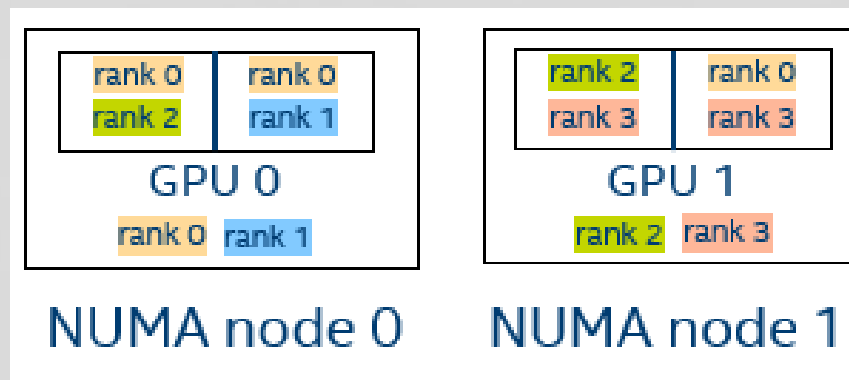 rank 0 rank 0
rank 2 rank 1
GPU 0
rank 0 rank 1
NUMA node 0
rank 2 rank 0
rank 3 rank 3
GPU 1
rank 2 rank 3
NUMA node 1